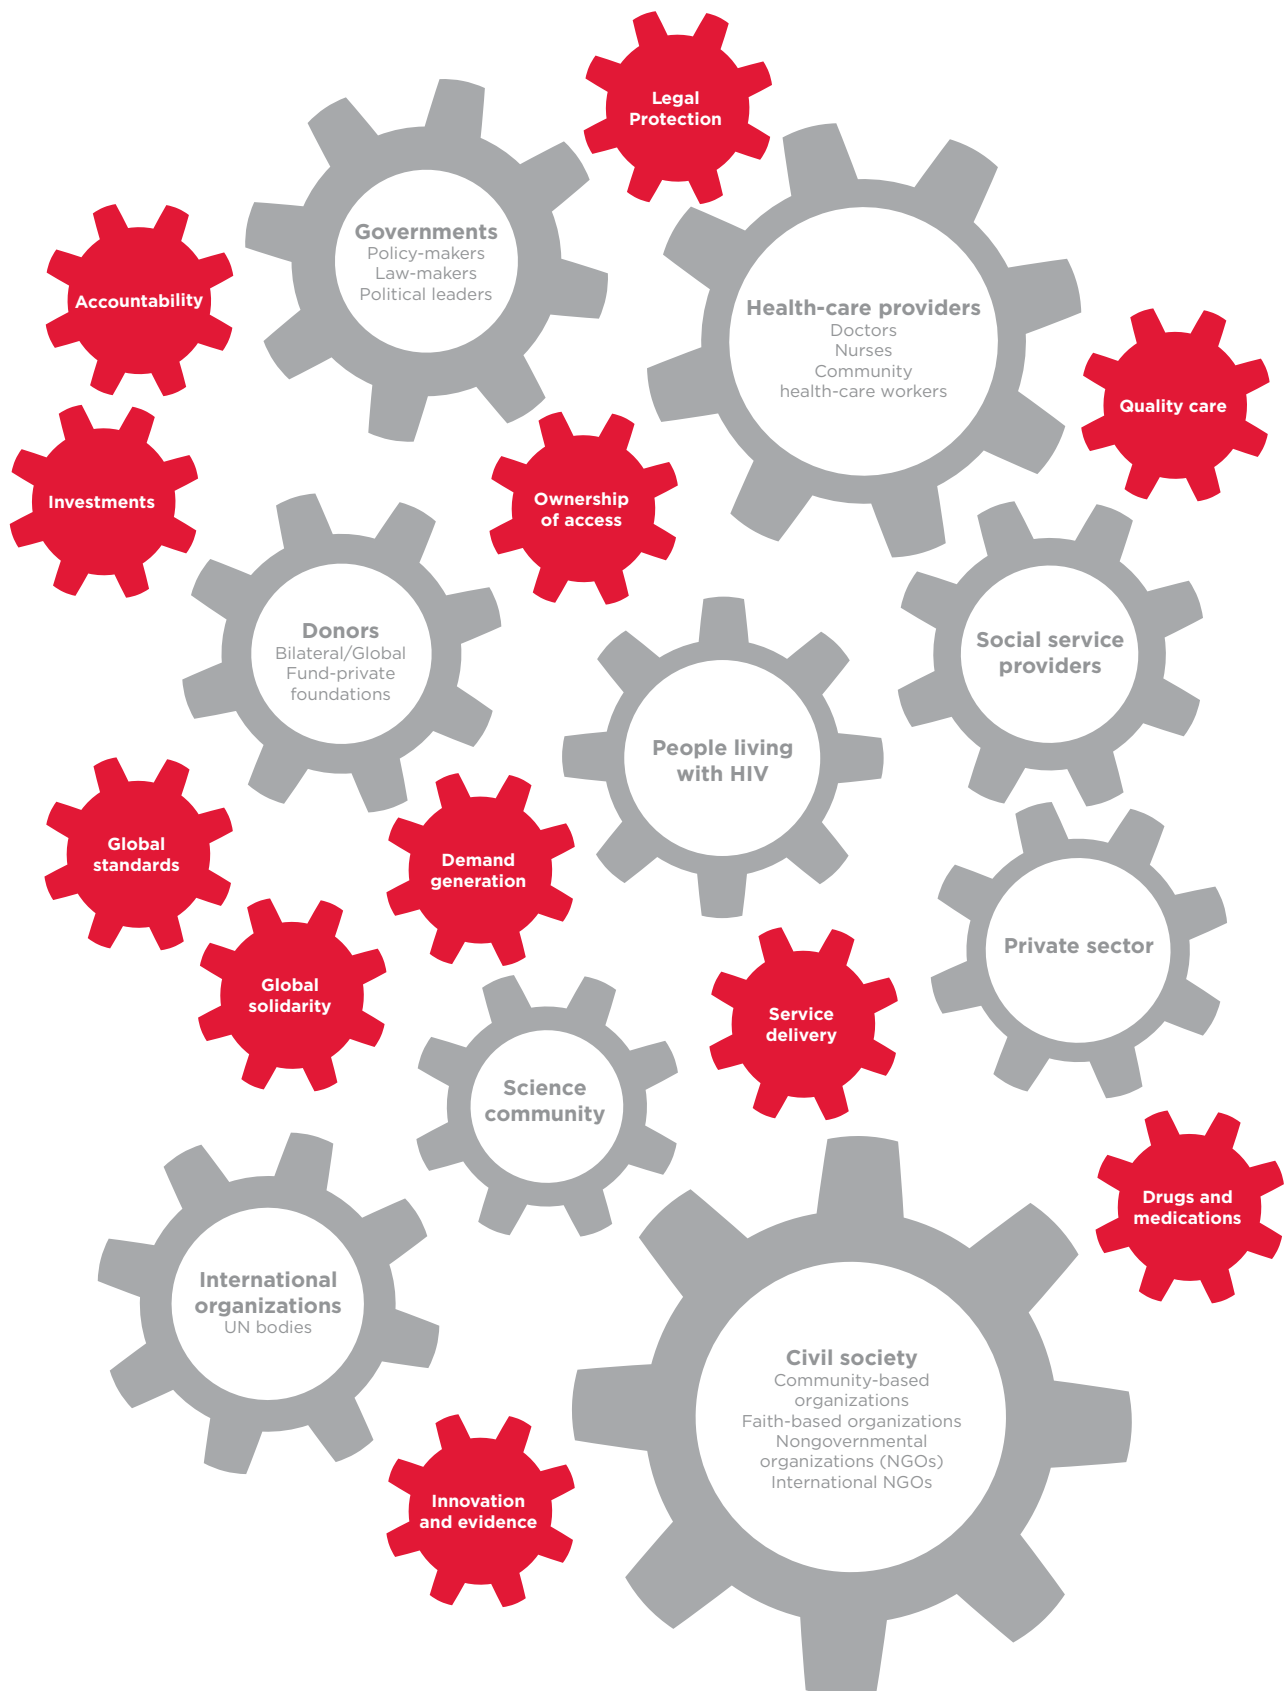 Legal
Protection
Governments
Policy-makers
Law-makers
Political leaders
Accountability
Health-care providers
Doctors
Nurses
Community
health-care workers
Quality care
Investments
Ownership
of access
Donors
Bilateral/Global
Fund-private
foundations
Social service
providers
People living
with HIV
Global
standards
Demand
generation
Private sector
Global
solidarity
Service
delivery
Science
community
Drugs and
medications
International
organizations
UN bodies
Civil society
Community-based
organizations
Faith-based organizations
Nongovernmental
organizations (NGOs)
International NGOs
Innovation
and evidence